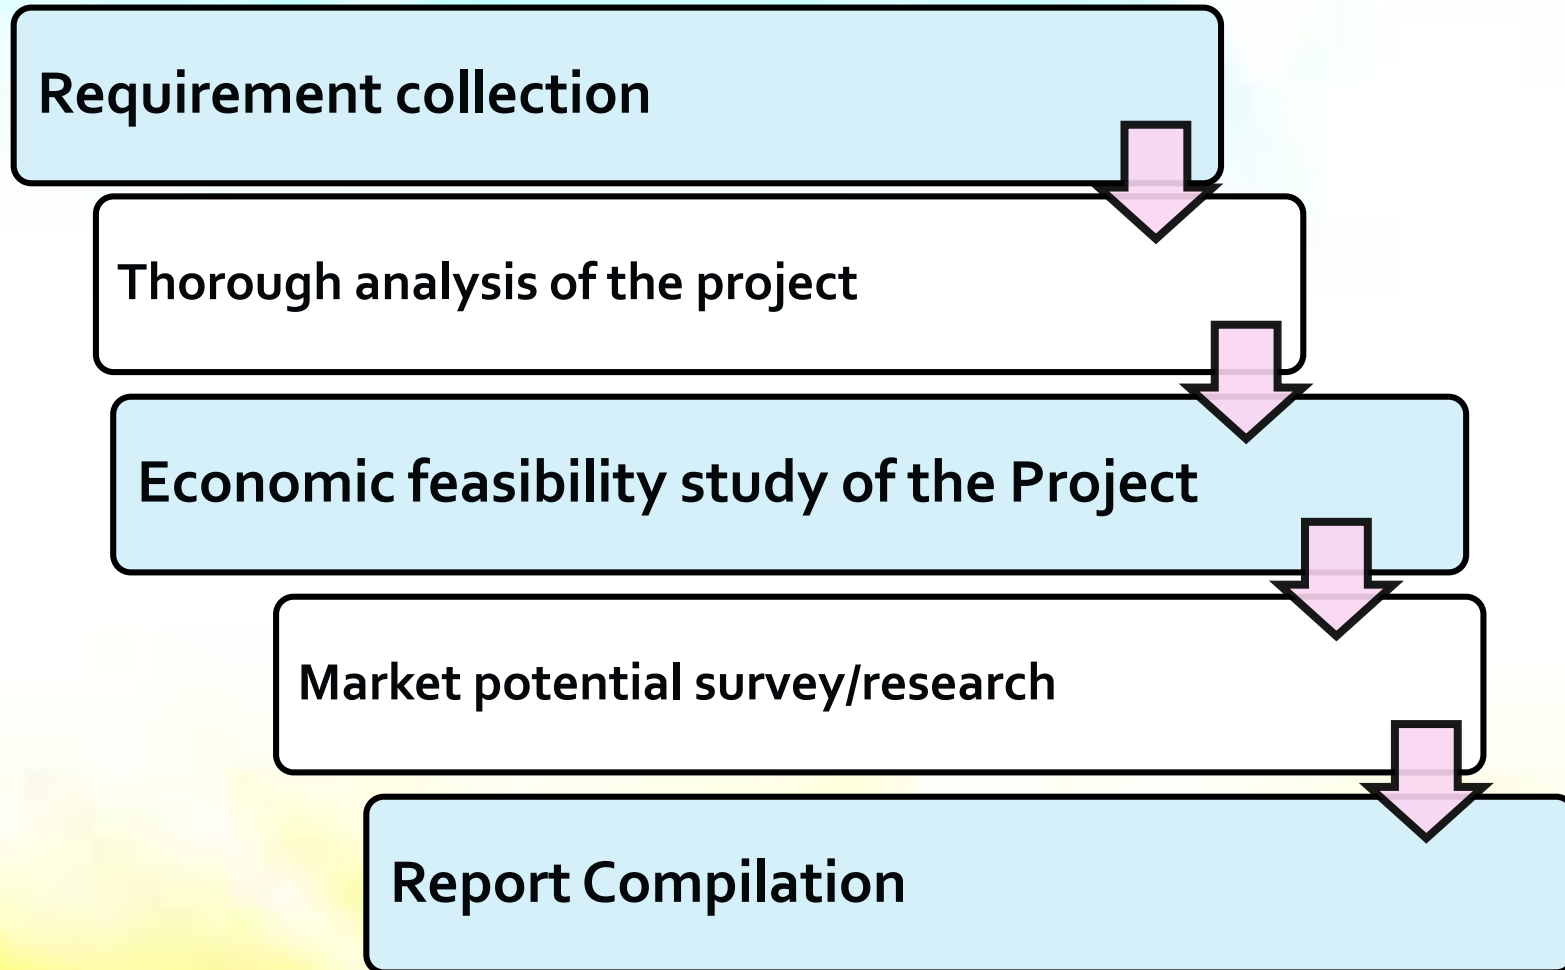 Requirement collection
Thorough analysis of the project
Economic feasibility study of the Project
Market potential survey/research
Report Compilation